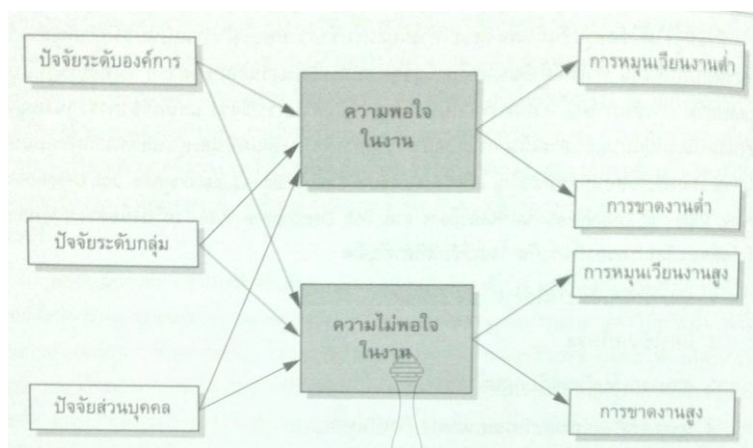 ปัจจัยระดับองค์การ
ปัจจัยระดับกลุ่ม
ปัจจัยส่วนบุคคล
ความพอใจ
ในงาน
ความไม่พอใจ
ในงาน
การหมุนเวียนงานต่ำ
การขาดงานต่ำ
การหมุนเวียนงานสูง
การขาดงานสูง